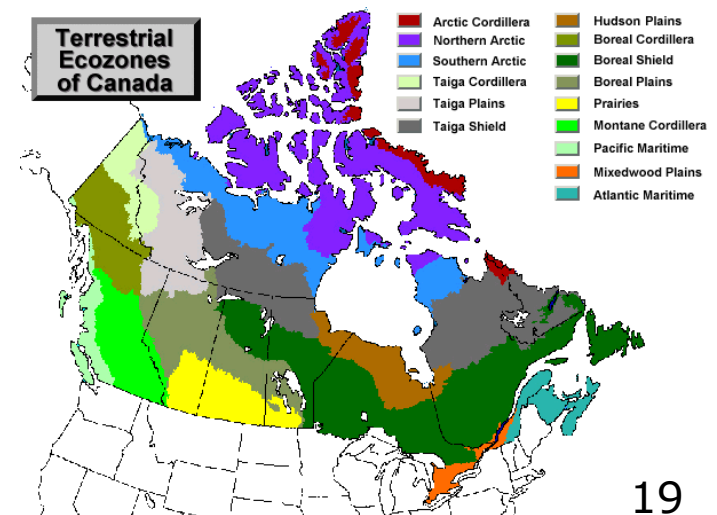 Terrestrial
Ecozones
of Canada
Arctic Cordillera
Northern Arctic
Southern Arctic
Taiga Cordillera
Taiga Plains
Taiga Shield
Hudson Plains
Boreal Cordillera
Boreal Shield
Boreal Plains
Prairies
Montane Cordillera
Pacific Maritime
Mixedwood Plains
Atlantic Maritime
19